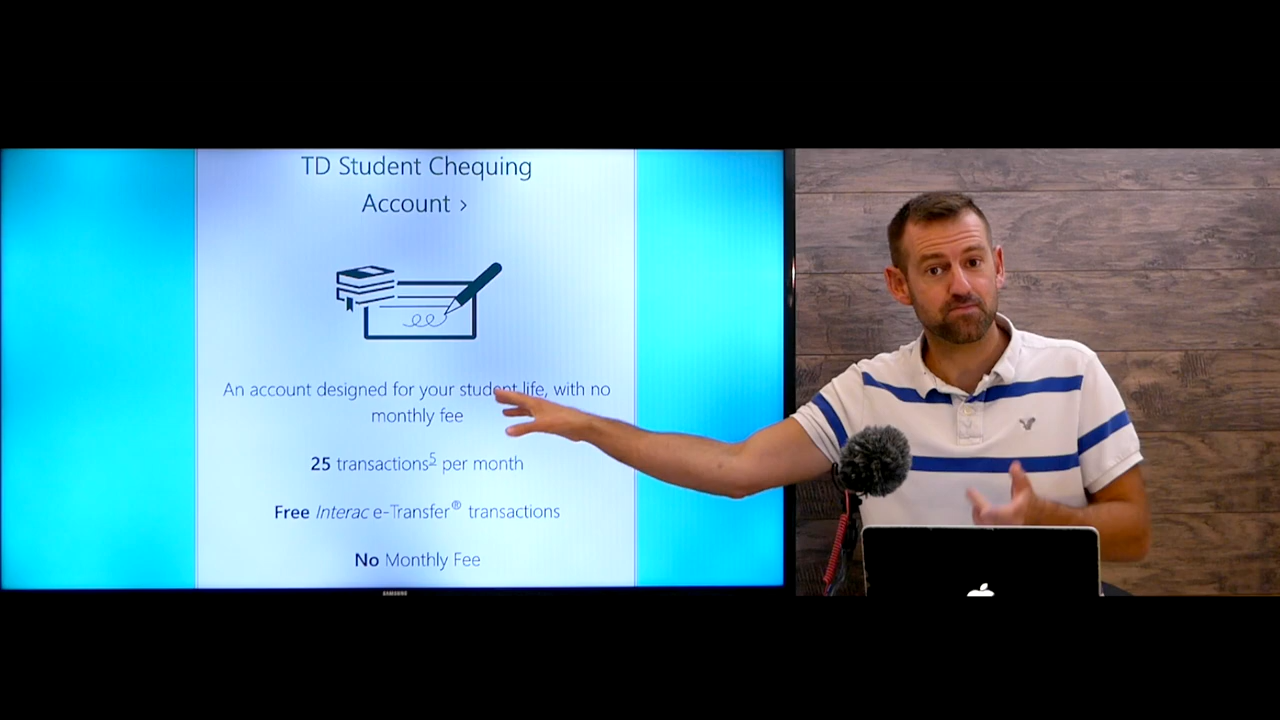 TD Student Chequing
Account ›
An account designed for your student life, with no
monthly fee
25 transactions5 per month
Free Interac e-Transfer® transactions
No Monthly Fee
SAMSUNG